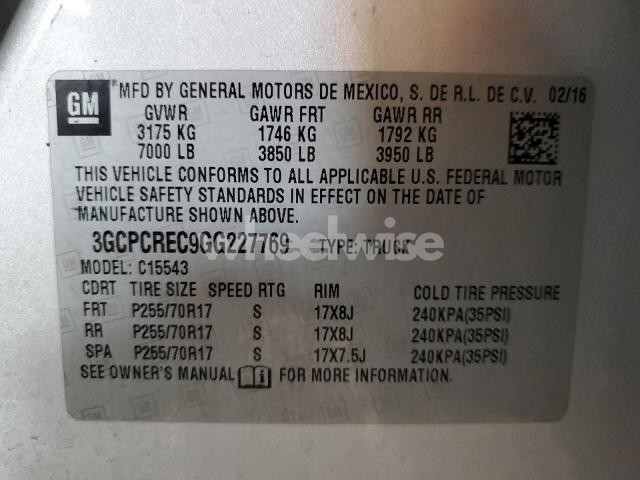 GM
® MFD BY GENERAL MOTORS DE MEXICO, S. DE R.L. DE C.V. 02/16
GVWR GAWR FRT GAWR RR
3175 KG 1746 KG 1792 KG
7000 LB 3850 LB 3950 LB
THIS VEHICLE CONFORMS TO ALL APPLICABLE U.S. FEDERAL MOTOR
VEHICLE SAFETY STANDARDS IN EFFECT ON THE DATE OF
MANUFACTURE SHOWN ABOVE.
3GCPCREC9GG227769 TYPE: TRUCK
wheelwise
MODEL: C15543
CDRT TIRE SIZE SPEED RTG RIM COLD TIRE PRESSURE
FRT P255/70R17 S 17X8J 240KPA(35PSI)
RR P255/70R17 S 17X8J 240KPA(35PSI)
SPA P255/70R17 S 17X7.5J 240KPA(35PSI)
SEE OWNER'S MANUAL FOR MORE INFORMATION.